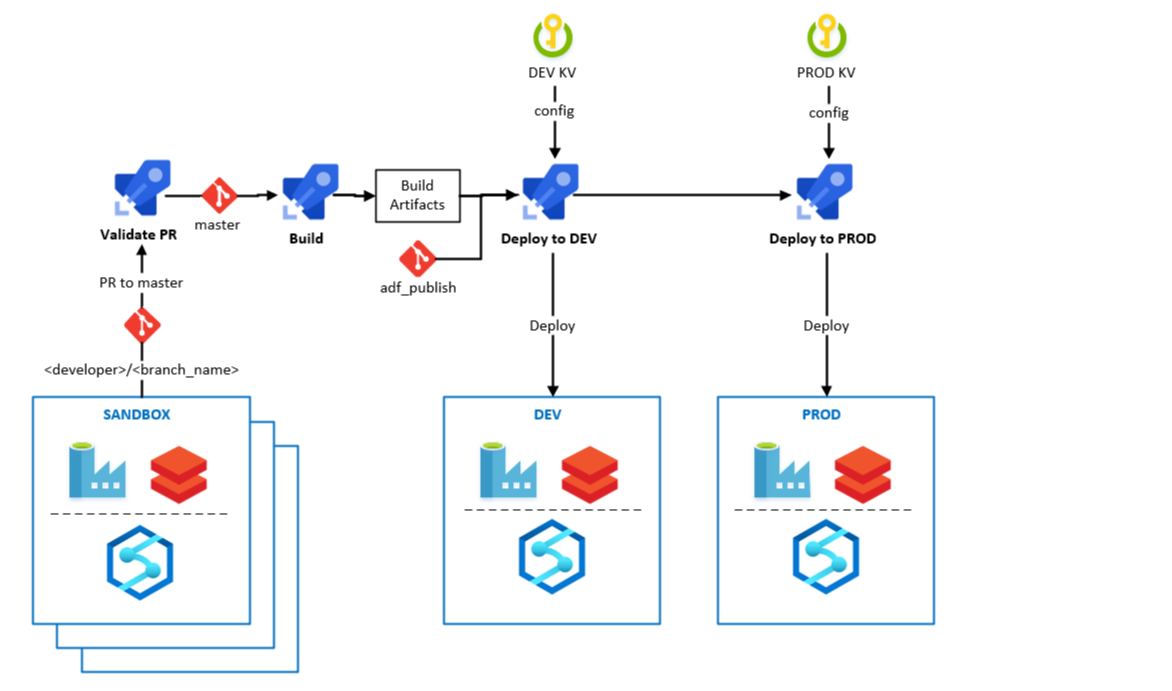 DEV KV
PROD KV
config
config
Build
Artifacts
master
Validate PR
Build
Deploy to DEV
Deploy to PROD
PR to master
adf_publish
Deploy
Deploy
<developer>/<branch_name>
SANDBOX
DEV
PROD